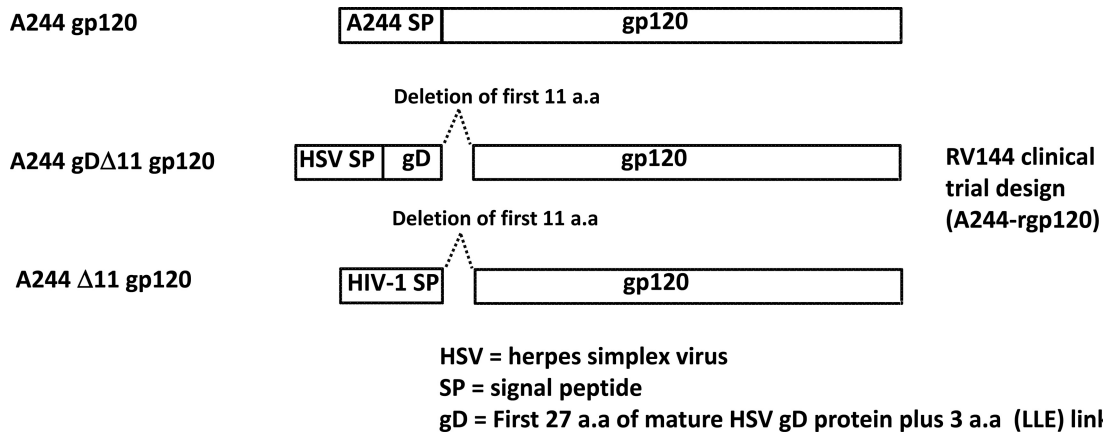 A244 gp120
A244 SP
gp120
Deletion of first 11 a.a
A244 gDΔ11 gp120
HSV SP
gD
gp120
RV144 clinical
trial design
(A244-rgp120)
Deletion of first 11 a.a
A244 Δ11 gp120
HIV-1 SP
gp120
HSV = herpes simplex virus
SP = signal peptide
gD = First 27 a.a of mature HSV gD protein plus 3 a.a (LLE)